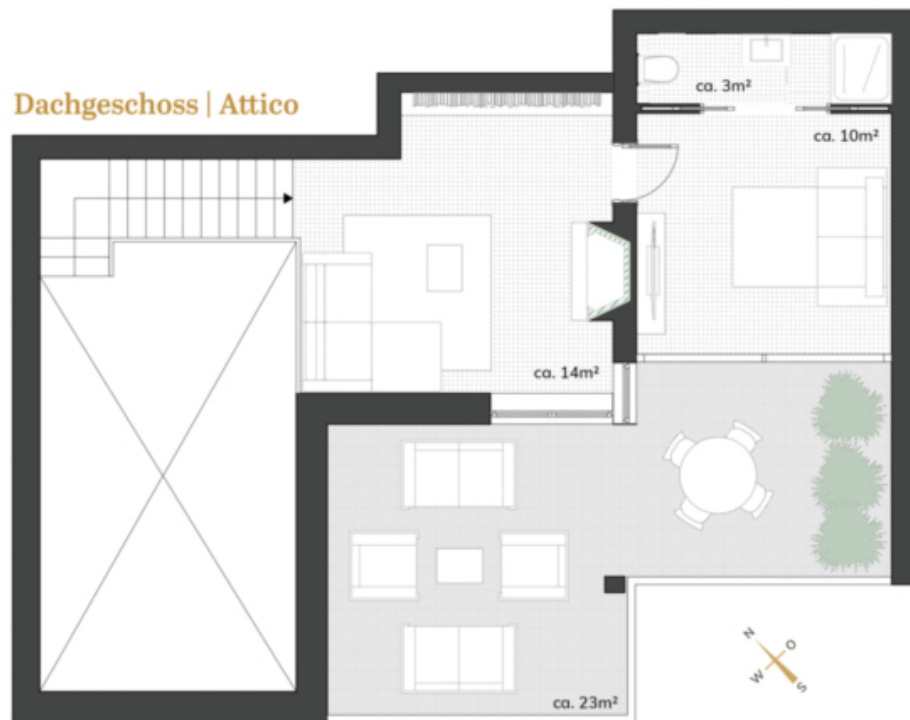 Dachgeschoss | Attico
ca. 3m²
ca. 10m²
ca. 14m²
ca. 23m²
N
O
W
S